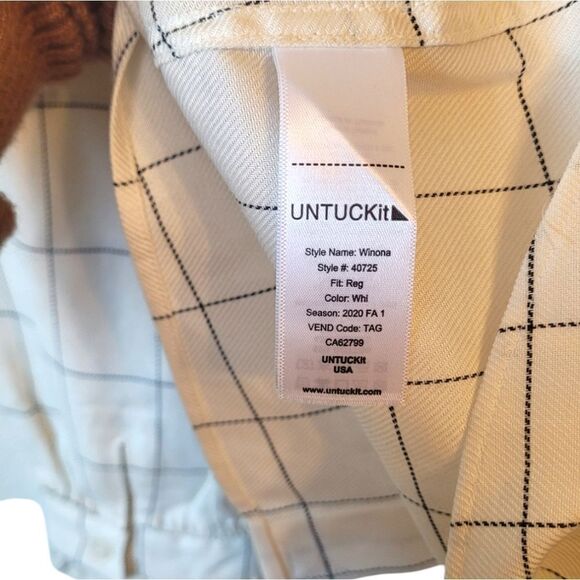 UNTUCKit
Style Name: Winona
Style #: 40725
Fit: Reg
Color: Whi
Season: 2020 FA 1
VEND Code: TAG
CA62799
UNTUCKit
USA
www.untuckit.com